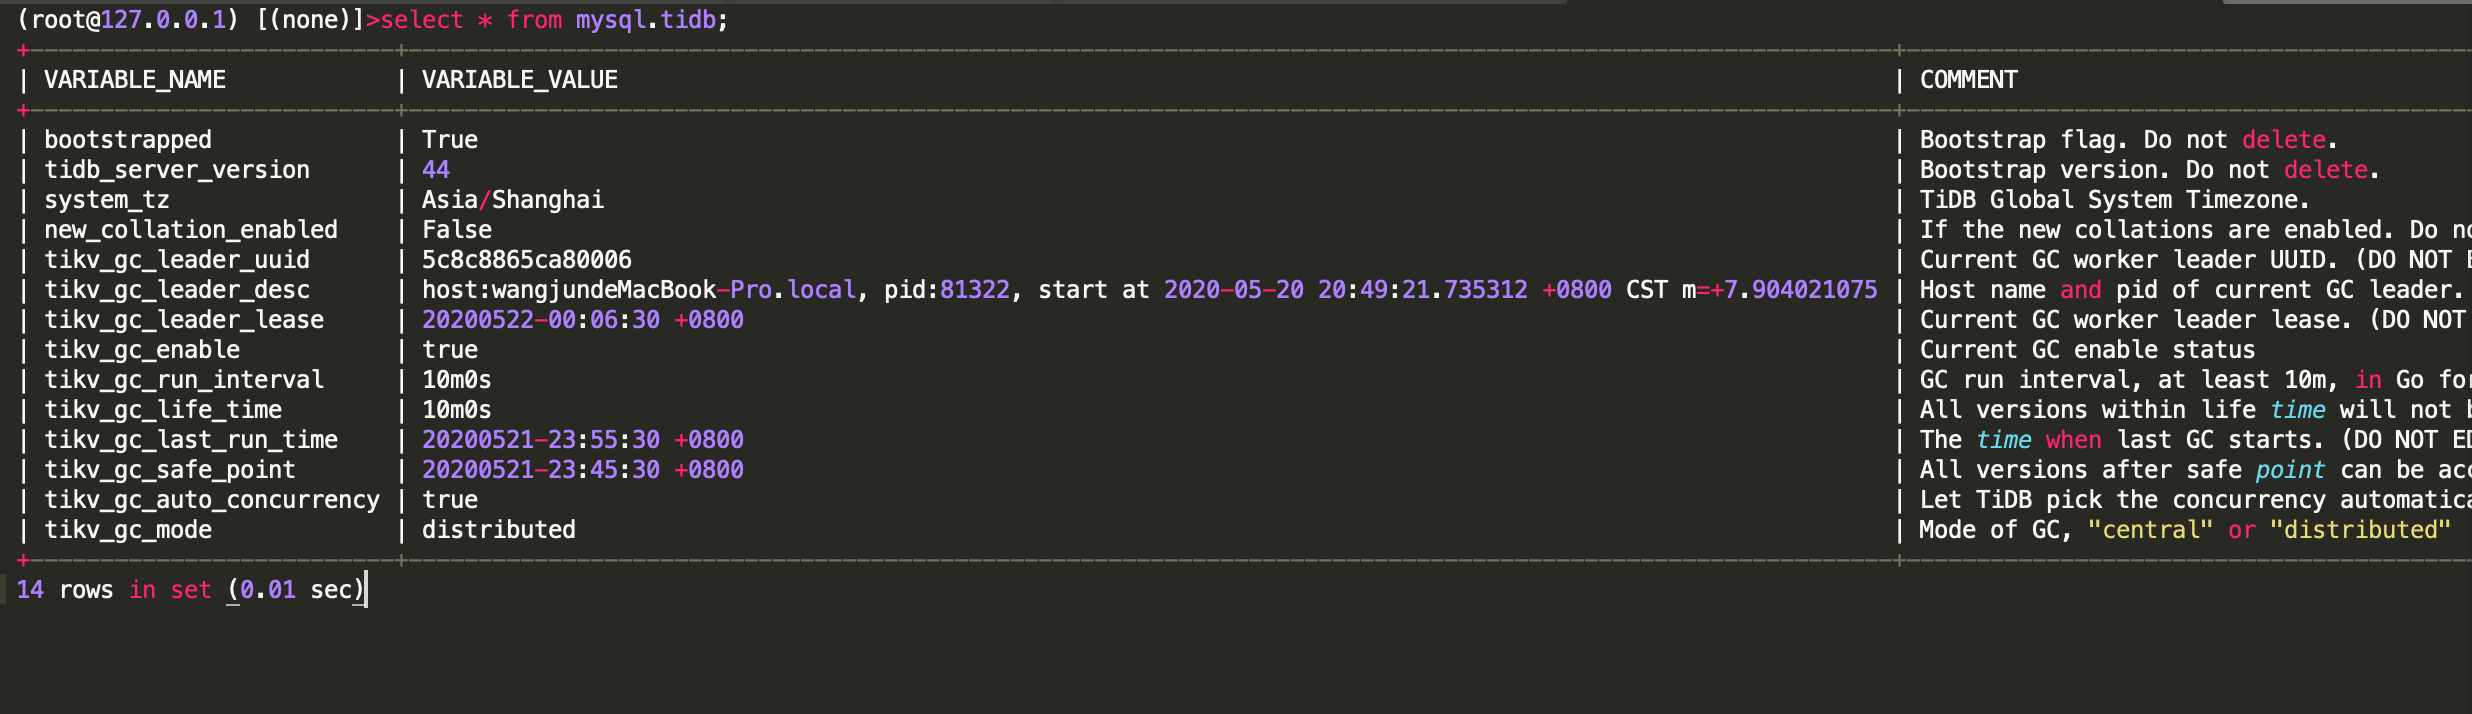 (root@127.0.0.1) [(none)]>select * from mysql.tidb;
| VARIABLE_NAME | VARIABLE_VALUE | COMMENT
| bootstrapped | True | Bootstrap flag. Do not delete.
| tidb_server_version | 44 | Bootstrap version. Do not delete.
| system_tz | Asia/Shanghai | TiDB Global System Timezone.
| new_collation_enabled | False | If the new collations are enabled. Do no
| tikv_gc_leader_uuid | 5c8c8865ca80006 | Current GC worker leader UUID. (DO NOT E
| tikv_gc_leader_desc | host:wangjundeMacBook-Pro.local, pid:81322, start at 2020-05-20 20:49:21.735312 +0800 CST m=+7.904021075 | Host name and pid of current GC leader.
| tikv_gc_leader_lease | 20200522-00:06:30 +0800 | Current GC worker leader lease. (DO NOT
| tikv_gc_enable | true | Current GC enable status
| tikv_gc_run_interval | 10m0s | GC run interval, at least 10m, in Go for
| tikv_gc_life_time | 10m0s | All versions within life time will not b
| tikv_gc_last_run_time | 20200521-23:55:30 +0800 | The time when last GC starts. (DO NOT ED
| tikv_gc_safe_point | 20200521-23:45:30 +0800 | All versions after safe point can be acc
| tikv_gc_auto_concurrency | true | Let TiDB pick the concurrency automatica
| tikv_gc_mode | distributed | Mode of GC, "central" or "distributed"
14 rows in set (0.01 sec)